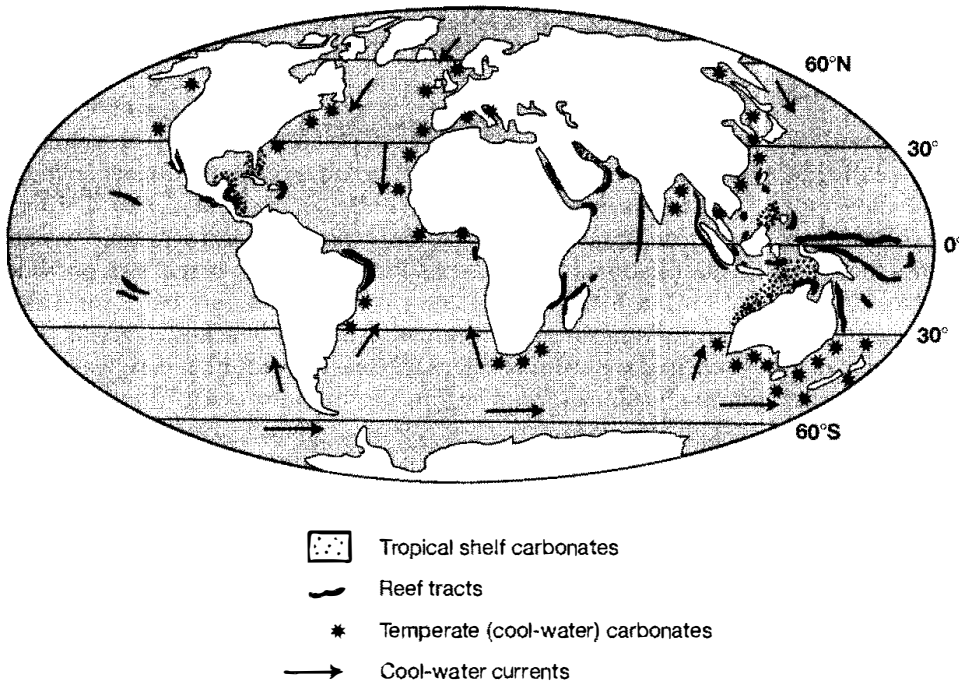 60°N
30°
0°
30°
60°S
Tropical shelf carbonates
Reef tracts
Temperate (cool-water) carbonates
Cool-water currents